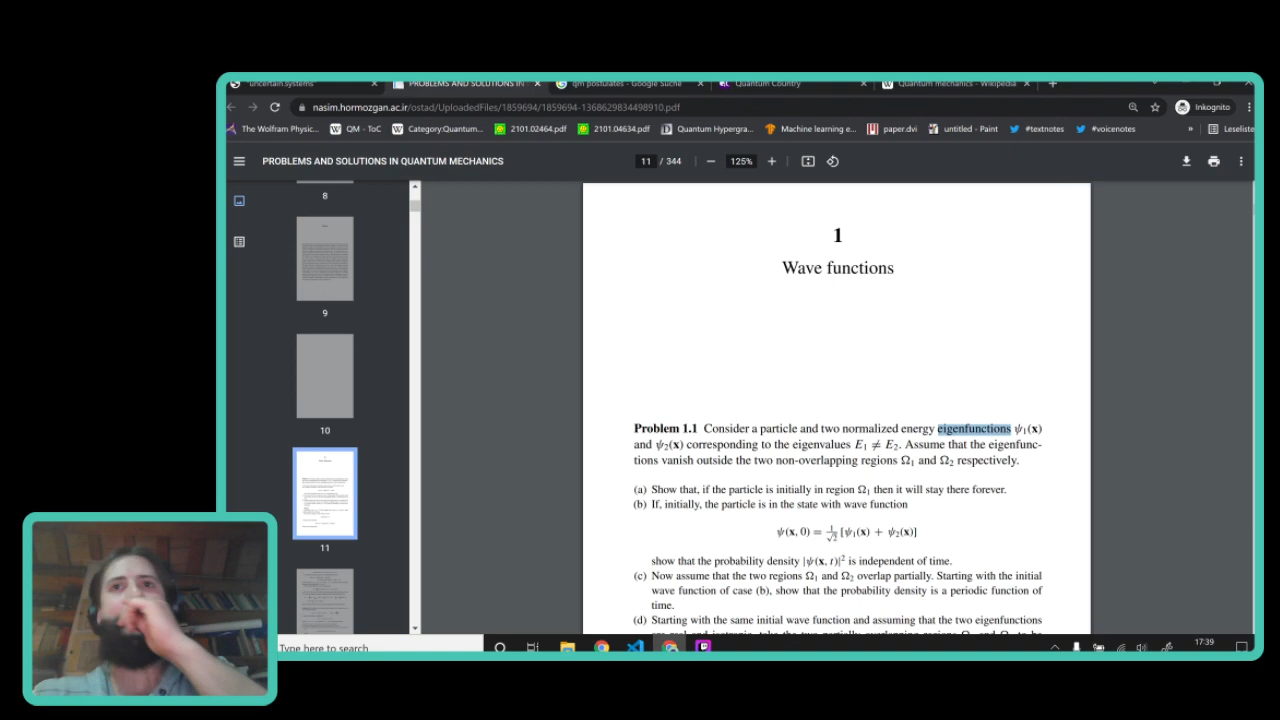 uncertain.systems
PROBLEMS AND SOLUTIONS IN
qm postulates - Google Suche
Quantum Country
Quantum mechanics - Wikipedia
nasim.hormozgan.ac.ir/ostad/UploadedFiles/1859694/1859694-1368629834498910.pdf
Inkognito
The Wolfram Physic...
QM - ToC
Category:Quantum...
2101.02464.pdf
2101.04634.pdf
Quantum Hypergra...
Machine learning e...
paper.dvi
untitled - Paint
#textnotes
#voicenotes
»
Leseliste
PROBLEMS AND SOLUTIONS IN QUANTUM MECHANICS
11 / 344
125%
8
9
10
11
1
Wave functions
Problem 1.1 Consider a particle and two normalized energy eigenfunctions ψ₁(x)
and ψ₂(x) corresponding to the eigenvalues E₁ ≠ E₂. Assume that the eigenfunc-
tions vanish outside the two non-overlapping regions Ω₁ and Ω₂ respectively.
(a) Show that, if the particle is initially in region Ω₁ then it will stay there forever.
(b) If, initially, the particle is in the state with wave function
ψ(x, 0) = 1/√2 [ψ₁(x) + ψ₂(x)]
show that the probability density |ψ(x, t)|² is independent of time.
(c) Now assume that the two regions Ω₁ and Ω₂ overlap partially. Starting with the initial
wave function of case (b), show that the probability density is a periodic function of
time.
(d) Starting with the same initial wave function and assuming that the two eigenfunctions
Type here to search
17:39